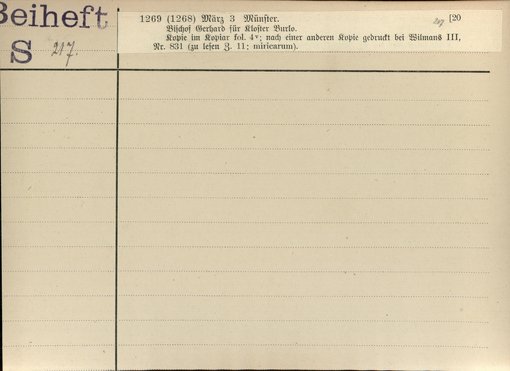 Beiheft
S 217.
1269 (1268) März 3 Münster. 217 [20
Bischof Gerhard für Kloster Burlo.
Kopie im Kopiar fol. 4ᵛ; nach einer anderen Kopie gedruckt bei Wilmans III,
Nr. 831 (zu lesen Z. 11: miricarum).